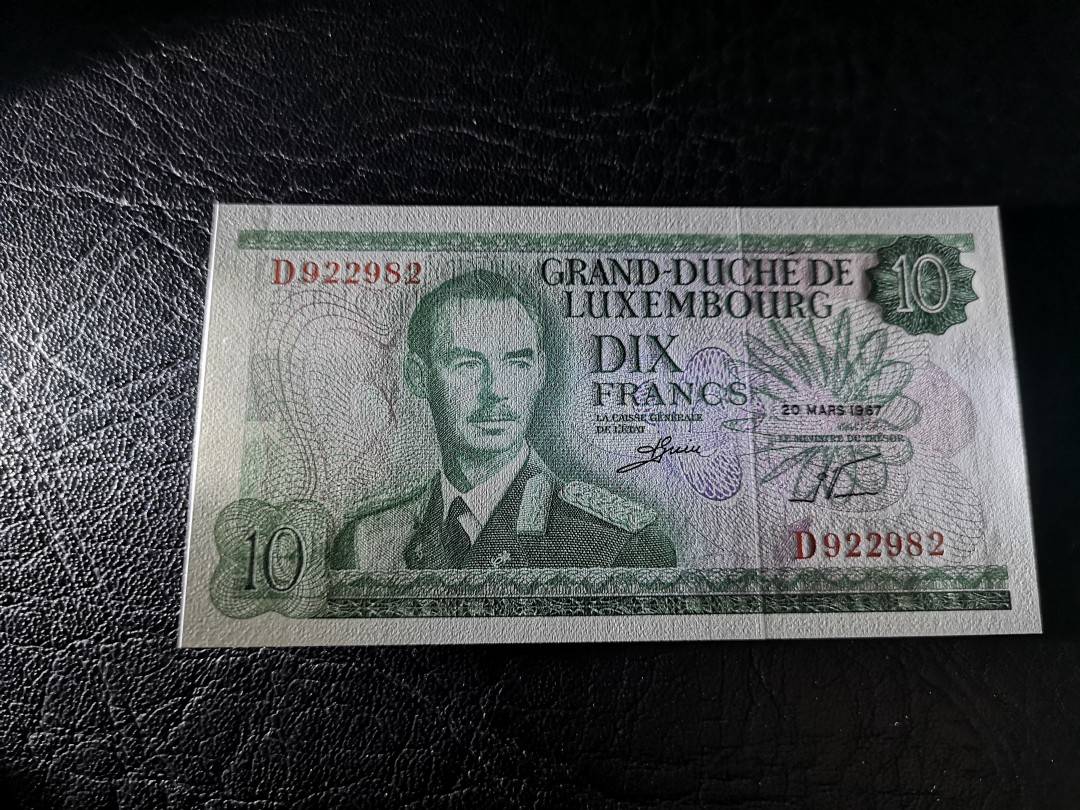 D922982
GRAND-DUCHE DE
LUXEMBOURG
10
DIX
FRANCS
LA CAISSE GÉNÉRALE
DE L'ÉTAT
20 MARS 1967
LE MINISTRE DU TRÉSOR
D922982
10